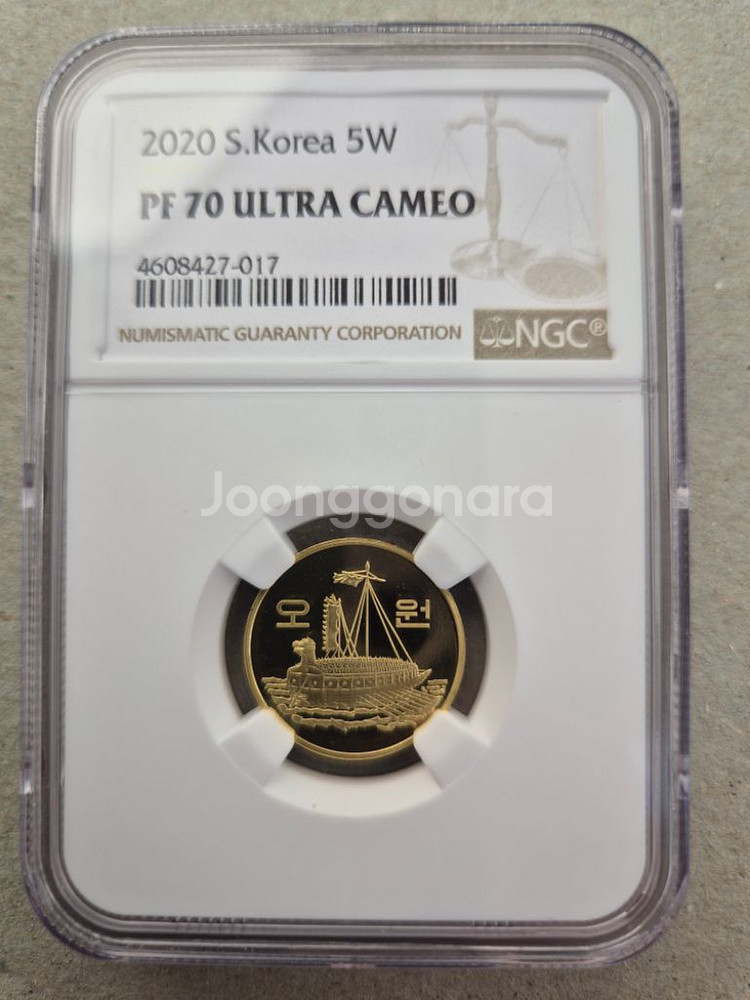 2020 S.Korea 5W
PF 70 ULTRA CAMEO
4608427-017
NUMISMATIC GUARANTY CORPORATION
NGC®
Joonggonara
오 원